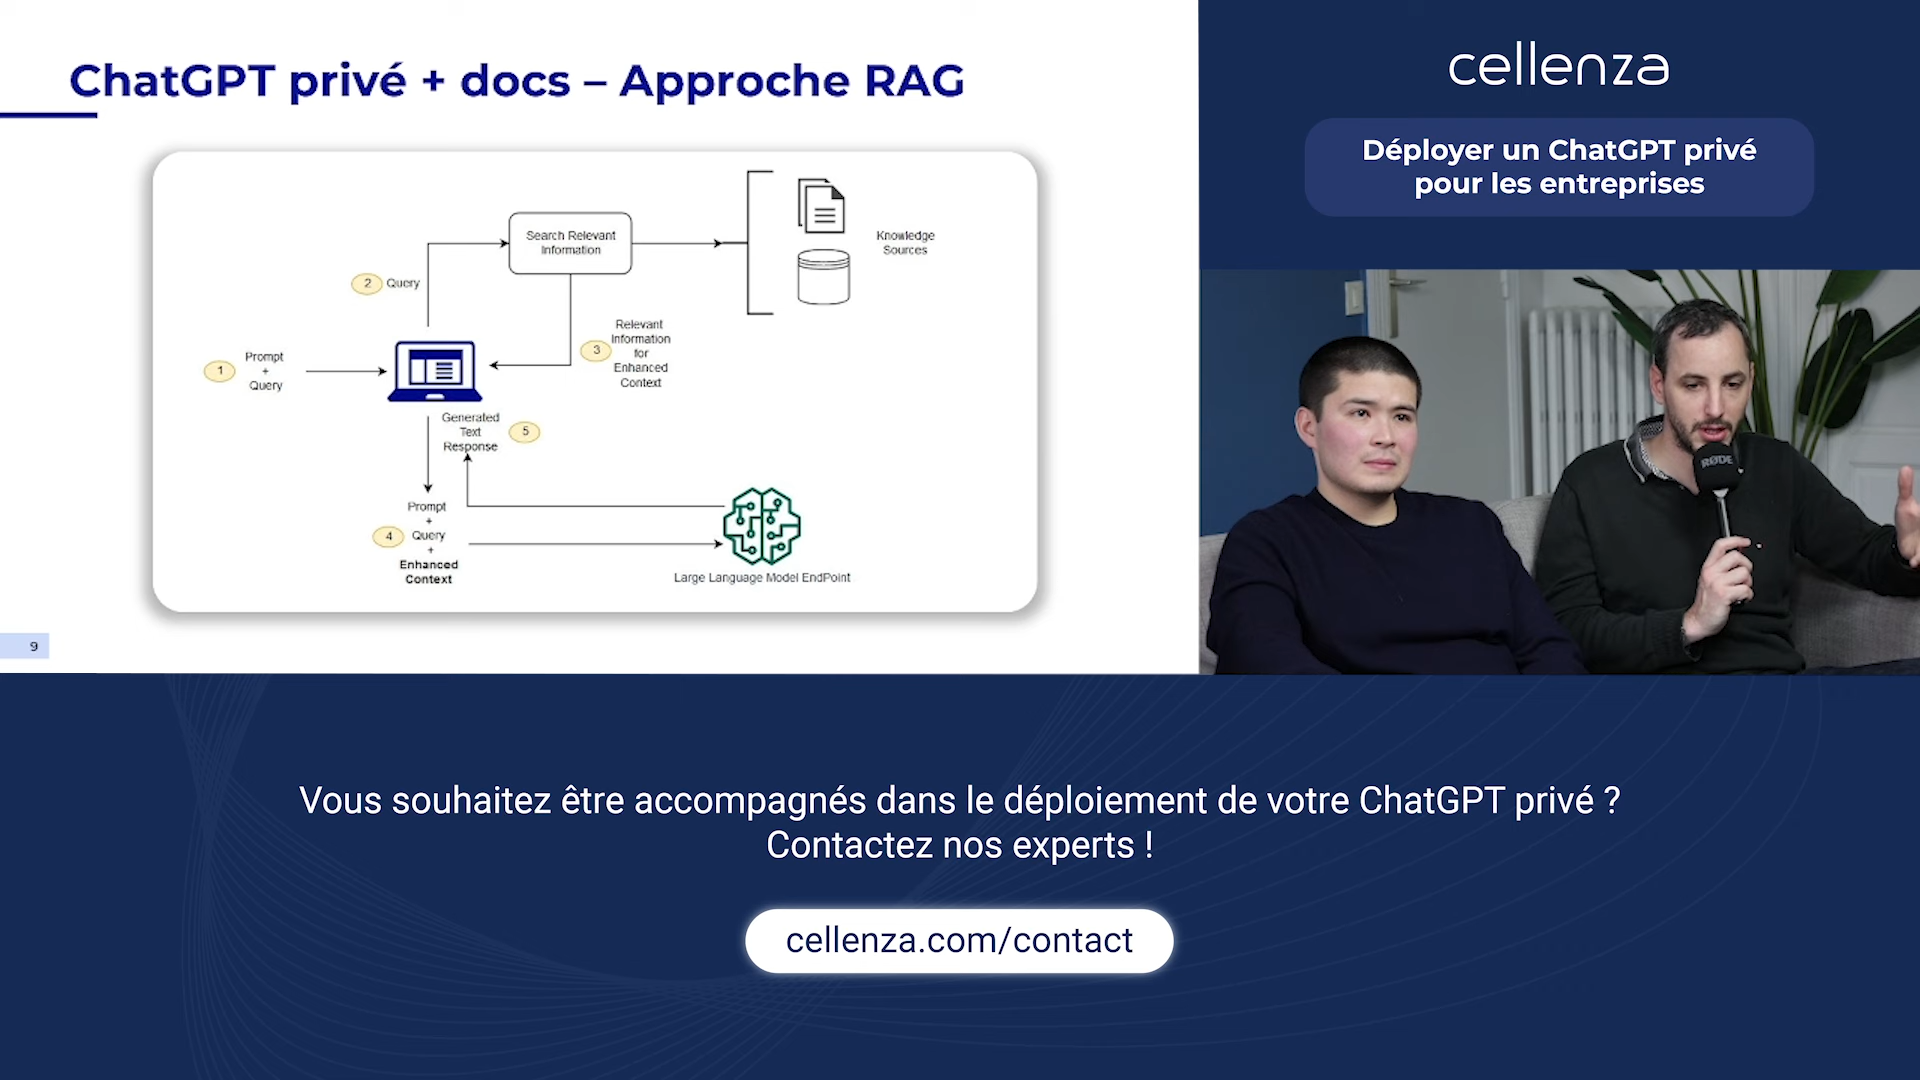 ChatGPT privé + docs – Approche RAG
Search Relevant
Information
Knowledge
Sources
2 Query
Relevant
Information
for
Enhanced
Context
3
1
Prompt
+
Query
Generated
Text
Response
5
Prompt
+
Query
+
Enhanced
Context
4
Large Language Model EndPoint
9
cellenza
Déployer un ChatGPT privé
pour les entreprises
RØDE
Vous souhaitez être accompagnés dans le déploiement de votre ChatGPT privé ?
Contactez nos experts !
cellenza.com/contact